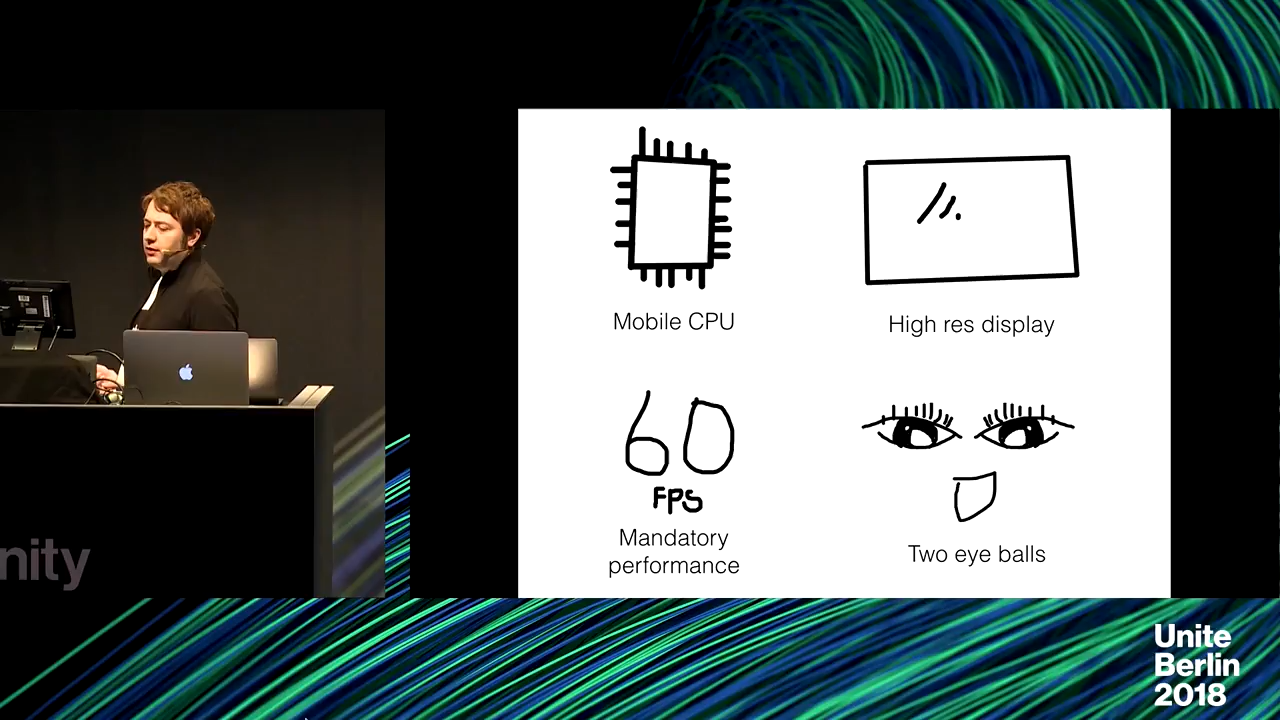 Mobile CPU
High res display
60
FPS
Mandatory
performance
Two eye balls
nity
Unite
Berlin
2018